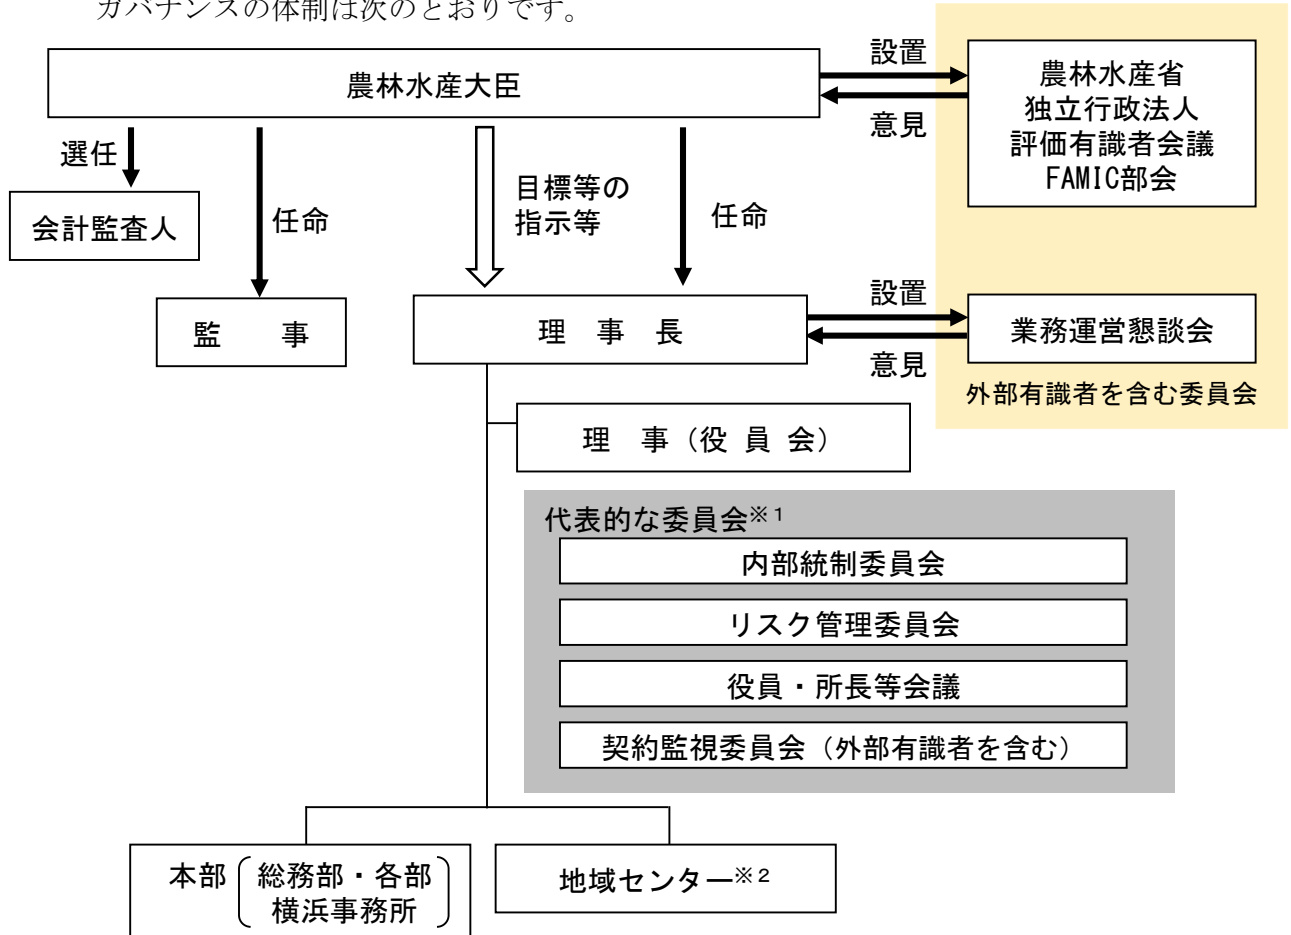 ガバナンスの体制は次のとおりです。
農林水産大臣
設置
意見
農林水産省
独立行政法人
評価有識者会議
FAMIC部会
選任
会計監査人
任命
目標等の
指示等
任命
監　事
理　事　長
設置
意見
業務運営懇談会
外部有識者を含む委員会
理　事（役 員 会）
代表的な委員会※１
内部統制委員会
リスク管理委員会
役員・所長等会議
契約監視委員会（外部有識者を含む）
本部
総務部・各部
横浜事務所
地域センター※２